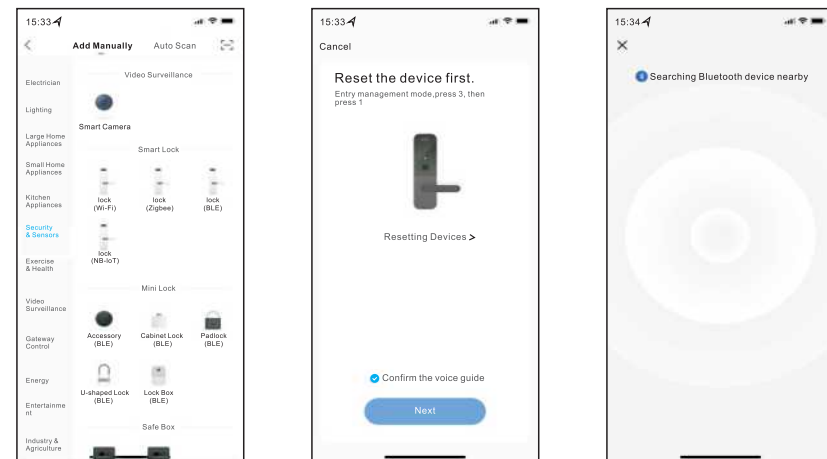 15:33
Add Manually
Auto Scan
Electrician
Lighting
Large Home
Appliances
Small Home
Appliances
Kitchen
Appliances
Security
& Sensors
Exercise
& Health
Video
Surveillance
Gateway
Control
Energy
Entertainme
nt
Industry &
Agriculture
Video Surveillance
Smart Camera
Smart Lock
lock
(Wi-Fi)
lock
(Zigbee)
lock
(BLE)
lock
(NB-IoT)
Mini Lock
Accessory
(BLE)
Cabinet Lock
(BLE)
Padlock
(BLE)
U-shaped Lock
(BLE)
Lock Box
(BLE)
Safe Box
15:33
Cancel
Reset the device first.
Entry management mode,press 3, then
press 1
Resetting Devices >
Confirm the voice guide
Next
15:34
Searching Bluetooth device nearby